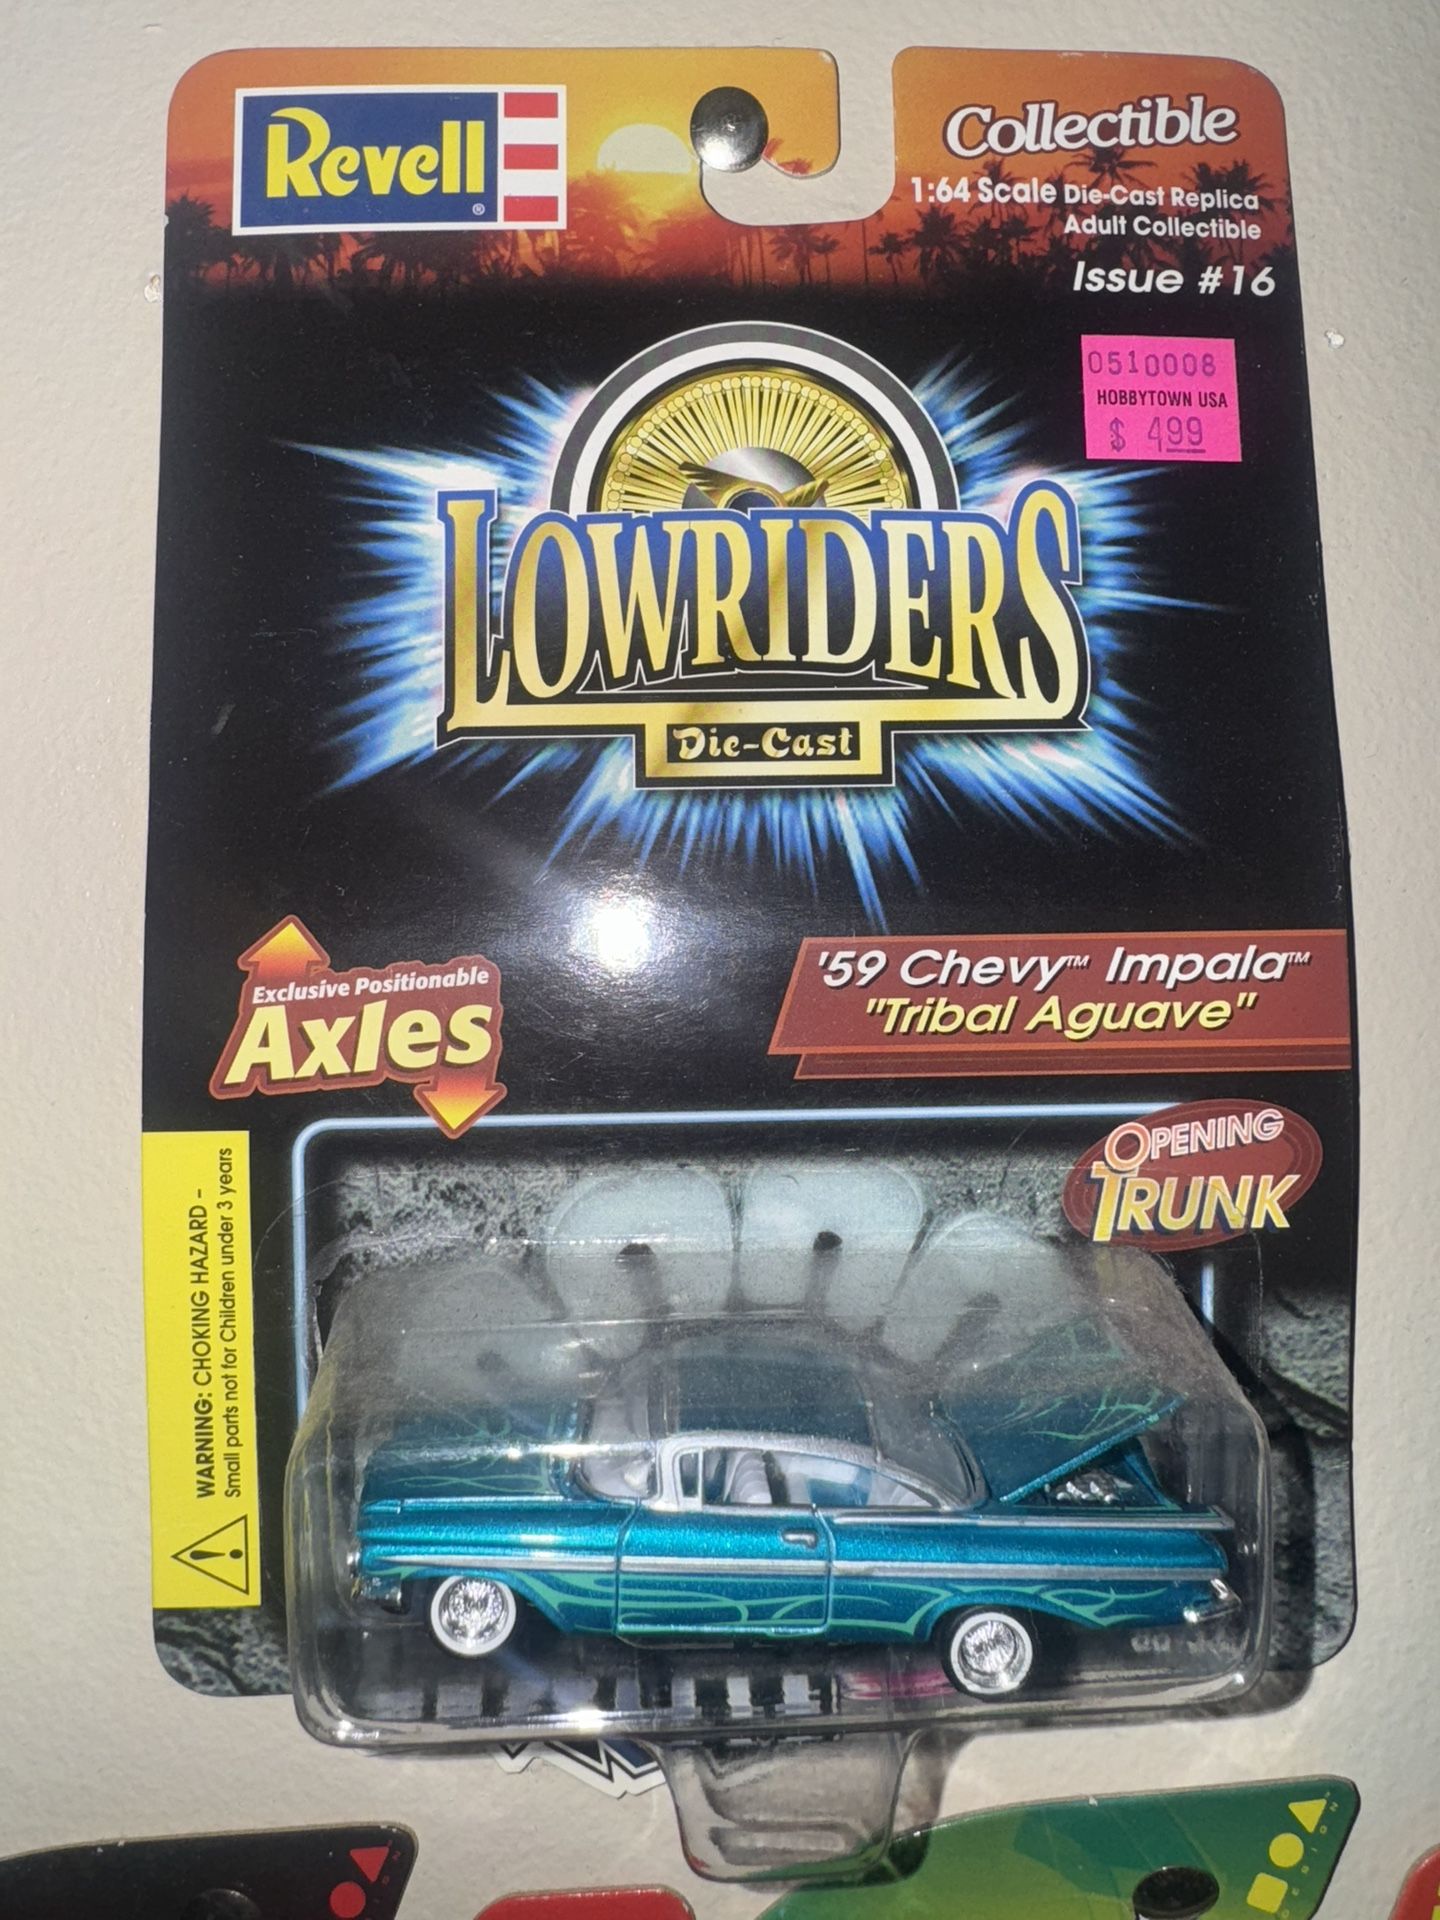 Revell®
Collectible
1:64 Scale Die-Cast Replica
Adult Collectible
Issue #16
0510008
HOBBYTOWN USA
$ 4.99
LOWRIDERS
Die-Cast
Exclusive Positionable
Axles
'59 Chevy™ Impala™
"Tribal Aguave"
OPENING
TRUNK
WARNING: CHOKING HAZARD –
Small parts not for Children under 3 years